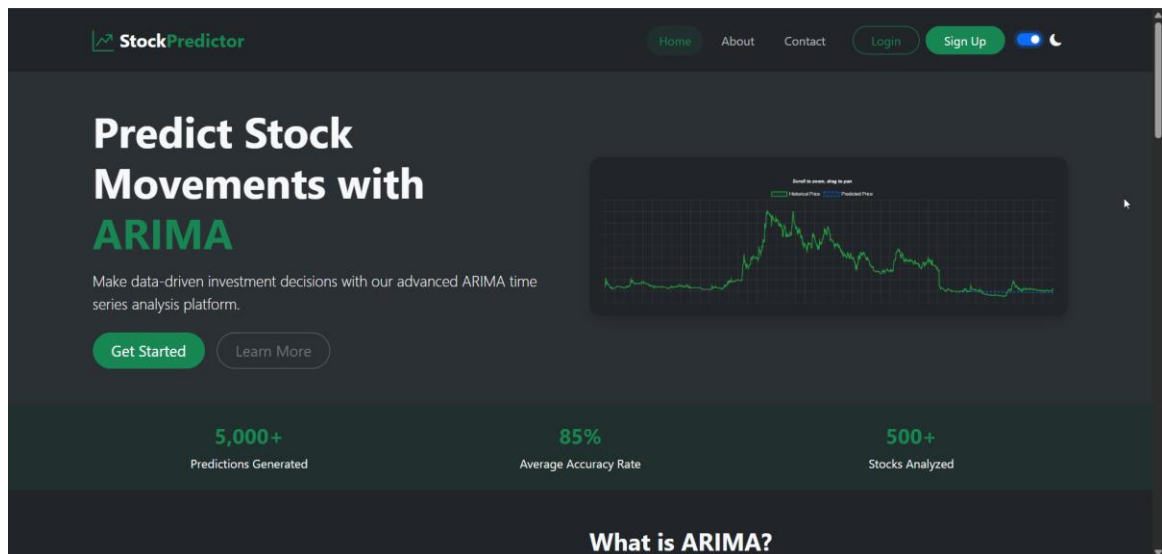 StockPredictor
Home
About
Contact
Login
Sign Up
Predict Stock
Movements with
ARIMA
Make data-driven investment decisions with our advanced ARIMA time
series analysis platform.
Get Started
Learn More
Scroll to zoom, drag to pan
Historical Price
Predicted Price
5,000+
Predictions Generated
85%
Average Accuracy Rate
500+
Stocks Analyzed
What is ARIMA?